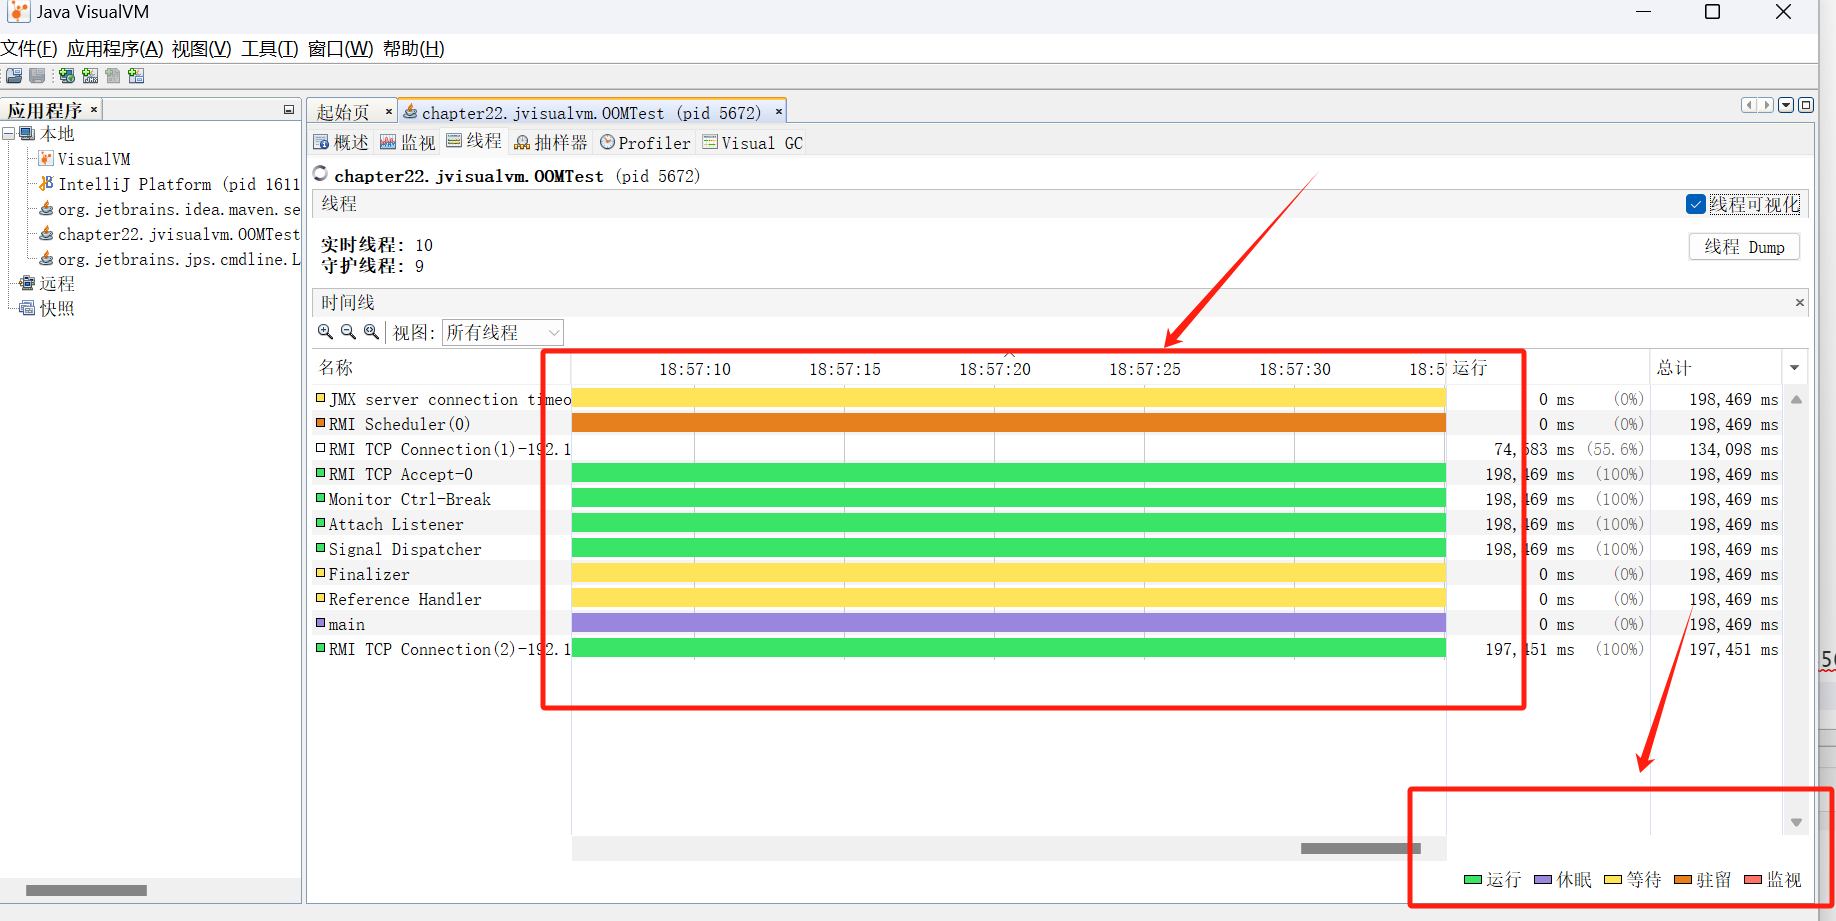 Java VisualVM
文件(F) 应用程序(A) 视图(V) 工具(T) 窗口(W) 帮助(H)
应用程序 ×
本地
VisualVM
IntelliJ Platform (pid 1611
org.jetbrains.idea.maven.se
chapter22.jvisualvm.OOMTest
org.jetbrains.jps.cmdline.L
远程
快照
起始页 × chapter22.jvisualvm.OOMTest (pid 5672) ×
概述 监视 线程 抽样器 Profiler Visual GC
chapter22.jvisualvm.OOMTest (pid 5672)
线程 线程可视化
实时线程: 10
守护线程: 9
线程 Dump
时间线 ×
视图: 所有线程
名称 18:57:10 18:57:15 18:57:20 18:57:25 18:57:30 18:5 运行 总计
JMX server connection timeo 0 ms (0%) 198,469 ms
RMI Scheduler(0) 0 ms (0%) 198,469 ms
RMI TCP Connection(1)-192.1 74,583 ms (55.6%) 134,098 ms
RMI TCP Accept-0 198,469 ms (100%) 198,469 ms
Monitor Ctrl-Break 198,469 ms (100%) 198,469 ms
Attach Listener 198,469 ms (100%) 198,469 ms
Signal Dispatcher 198,469 ms (100%) 198,469 ms
Finalizer 0 ms (0%) 198,469 ms
Reference Handler 0 ms (0%) 198,469 ms
main 0 ms (0%) 198,469 ms
RMI TCP Connection(2)-192.1 197,451 ms (100%) 197,451 ms
运行 休眠 等待 驻留 监视